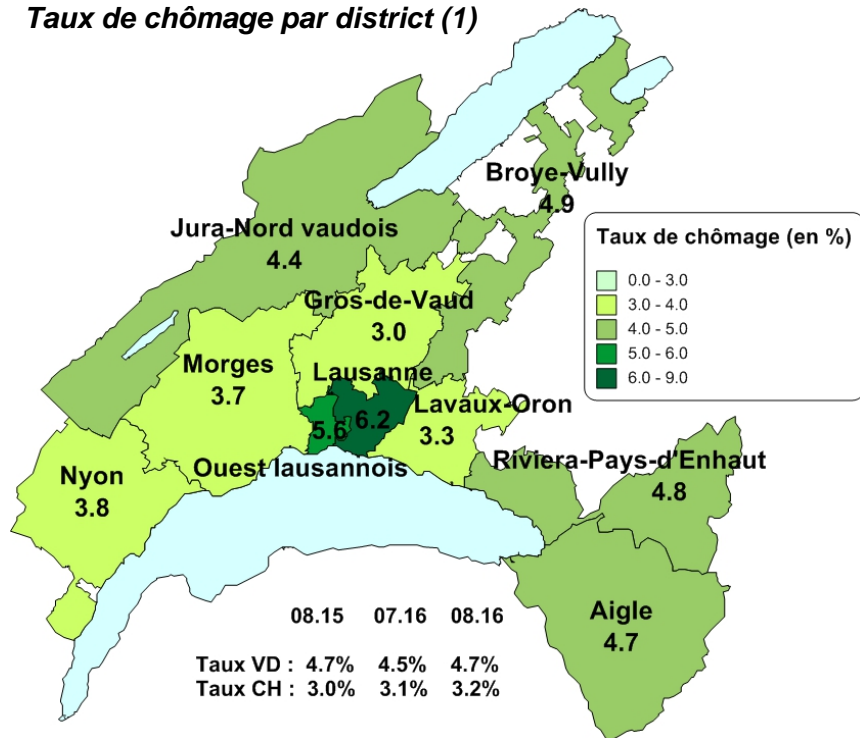 Taux de chômage par district (1)
Broye-Vully
4.9
Jura-Nord vaudois
4.4
Taux de chômage (en %)
0.0 - 3.0
3.0 - 4.0
4.0 - 5.0
5.0 - 6.0
6.0 - 9.0
Gros-de-Vaud
3.0
Morges
3.7
Lausanne
6.2
5.6
Ouest lausannois
Lavaux-Oron
3.3
Riviera-Pays-d'Enhaut
4.8
Nyon
3.8
Aigle
4.7
08.15 07.16 08.16
Taux VD : 4.7% 4.5% 4.7%
Taux CH : 3.0% 3.1% 3.2%